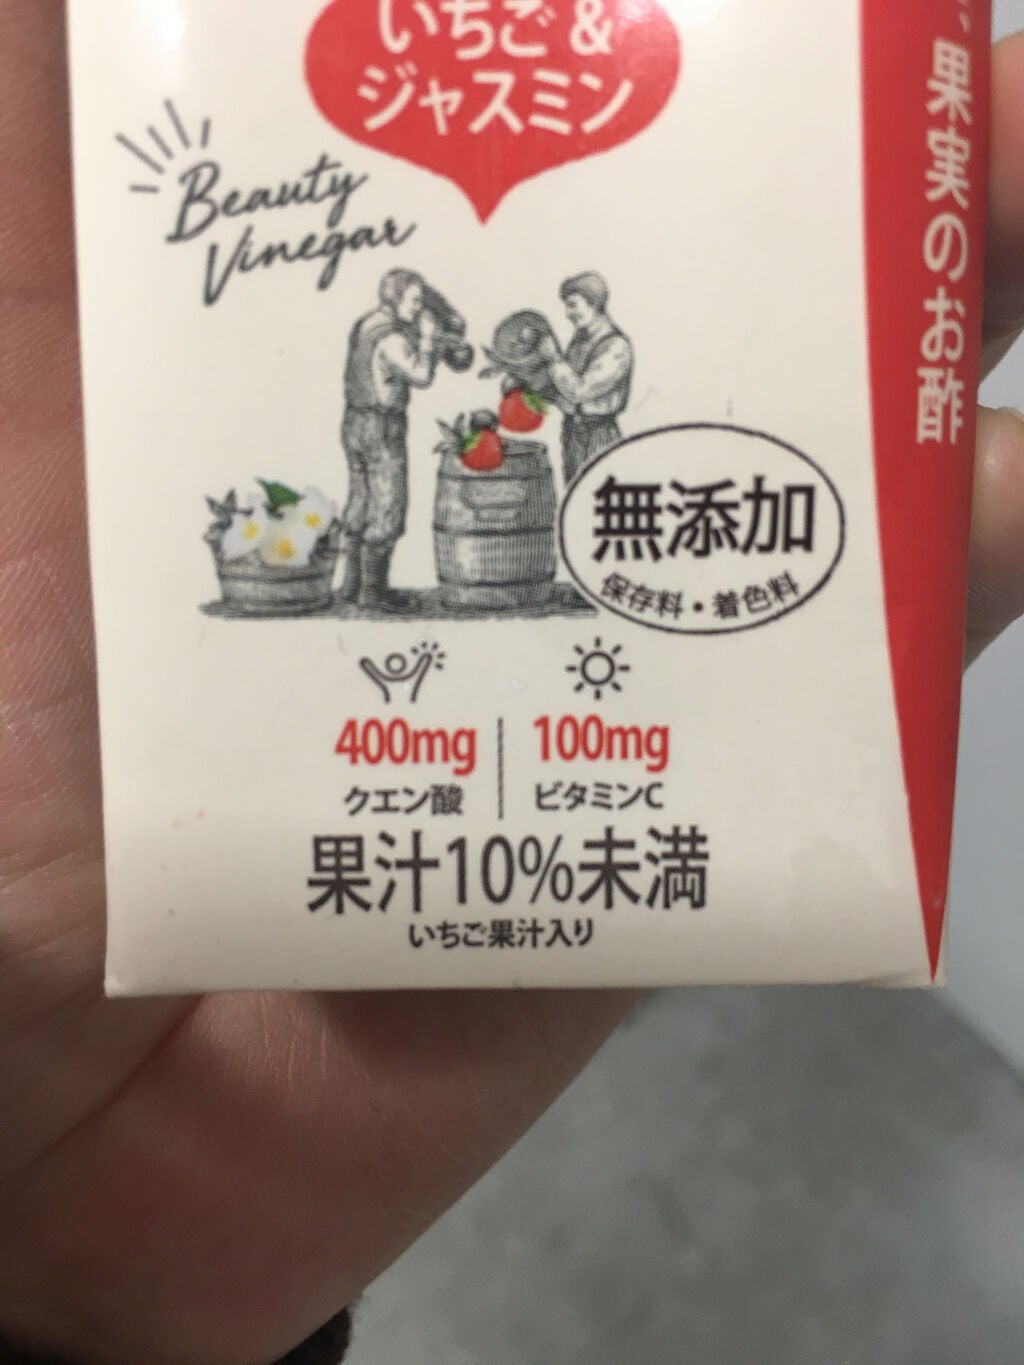 いちご &
ジャスミン
Beauty
Vinegar
果実のお酢
無添加
保存料・着色料
400mg
クエン酸
100mg
ビタミンC
果汁10%未満
いちご果汁入り